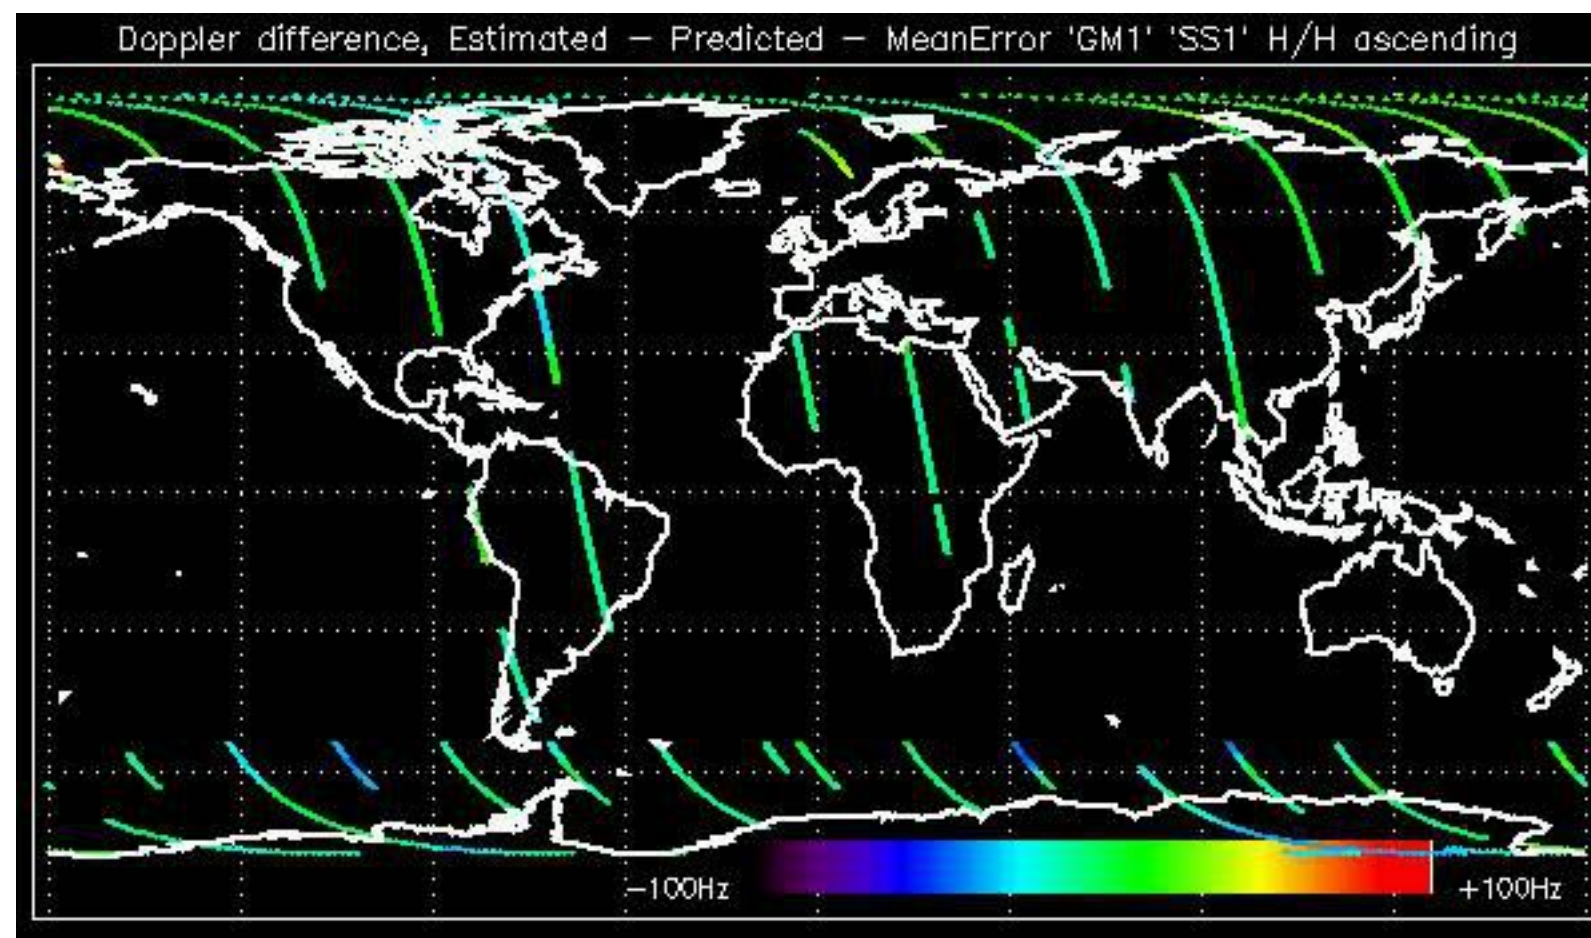 Doppler difference, Estimated – Predicted – MeanError 'GM1' 'SS1' H/H ascending
–100Hz
+100Hz